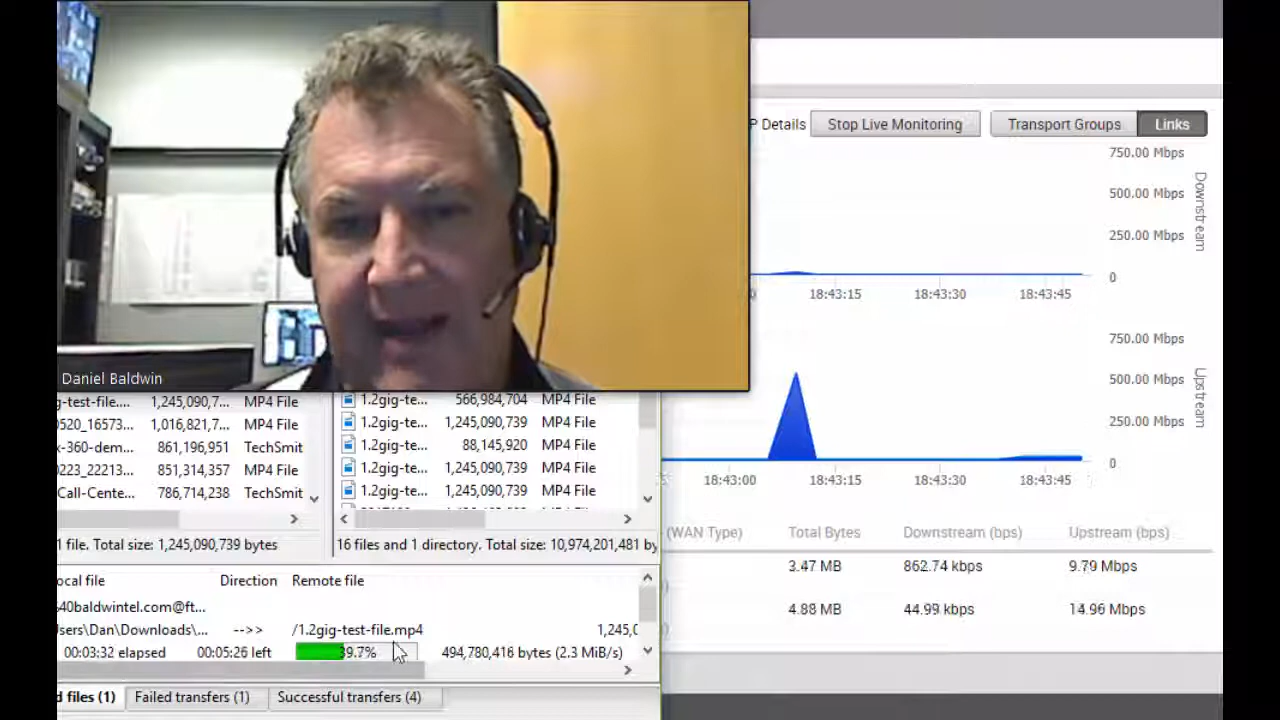 P Details Stop Live Monitoring Transport Groups Links
750.00 Mbps
500.00 Mbps
250.00 Mbps
0
Downstream
18:43:15 18:43:30 18:43:45
750.00 Mbps
500.00 Mbps
250.00 Mbps
0
Upstream
18:43:00 18:43:15 18:43:30 18:43:45
(WAN Type) Total Bytes Downstream (bps) Upstream (bps)
3.47 MB 862.74 kbps 9.79 Mbps
4.88 MB 44.99 kbps 14.96 Mbps
Daniel Baldwin
g-test-file.... 1,245,090,7... MP4 File
0520_16573 1,016,821,7... MP4 File
x-360-dem... 861,196,951 TechSmit
0223_22213... 851,314,357 MP4 File
Call-Cente... 786,714,238 TechSmit
1.2gig-te... 566,984,704 MP4 File
1.2gig-te... 1,245,090,739 MP4 File
1.2gig-te... 88,145,920 MP4 File
1.2gig-te... 1,245,090,739 MP4 File
1.2gig-te... 1,245,090,739 MP4 File
1 file. Total size: 1,245,090,739 bytes
16 files and 1 directory. Total size: 10,974,201,481 by
ocal file Direction Remote file
%40baldwintel.com@ft...
sers\Dan\Downloads\... -->> /1.2gig-test-file.mp4 1,245,0
00:03:32 elapsed 00:05:26 left 39.7% 494,780,416 bytes (2.3 MiB/s)
d files (1) Failed transfers (1) Successful transfers (4)